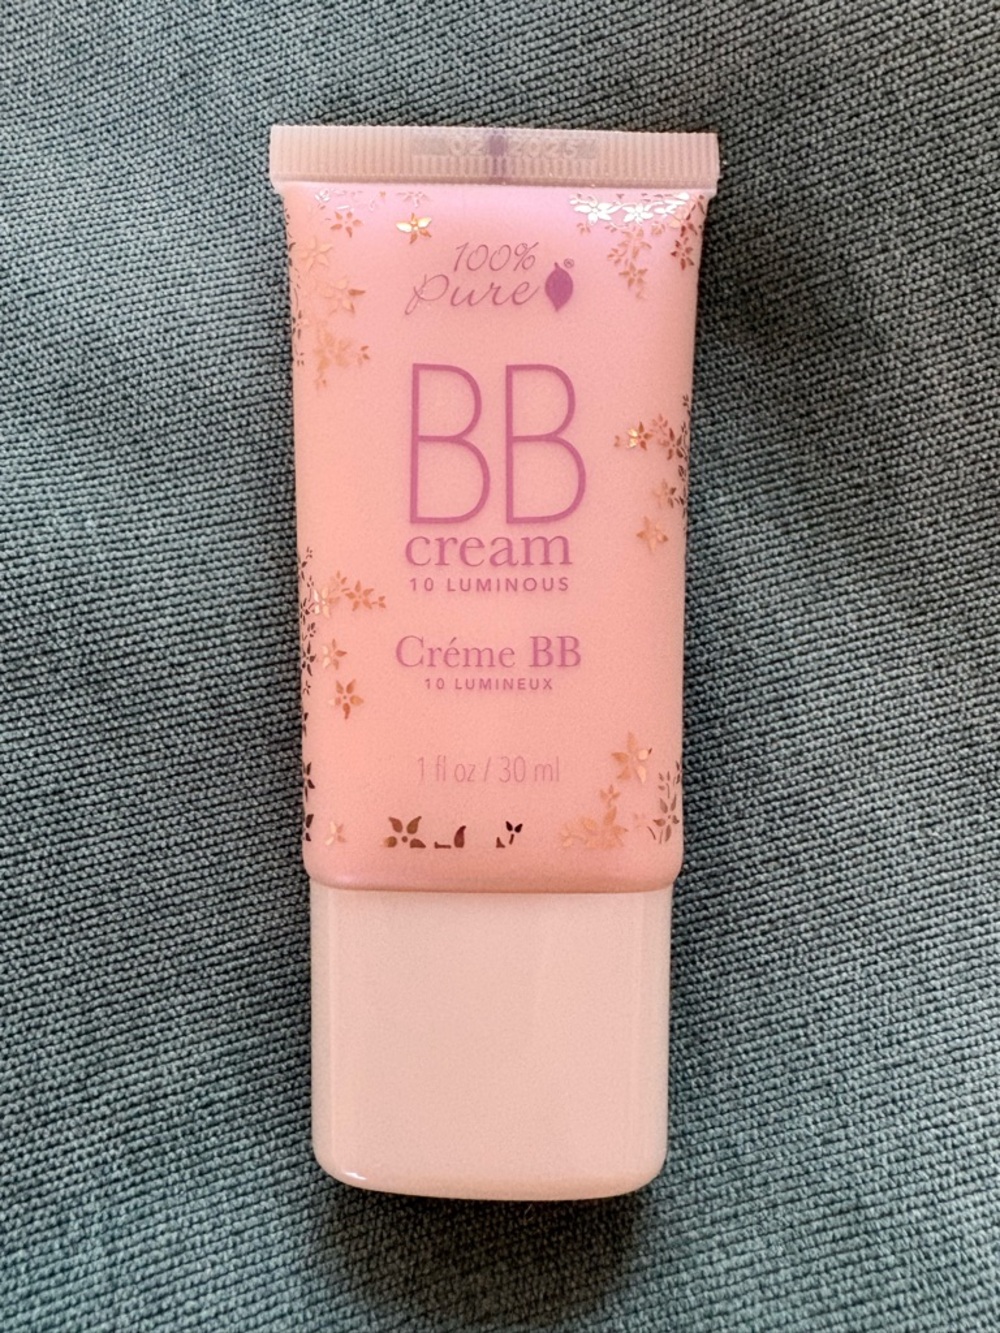 02 2025
100%
Pure®
BB
cream
10 LUMINOUS
Créme BB
10 LUMINEUX
1 fl oz / 30 ml